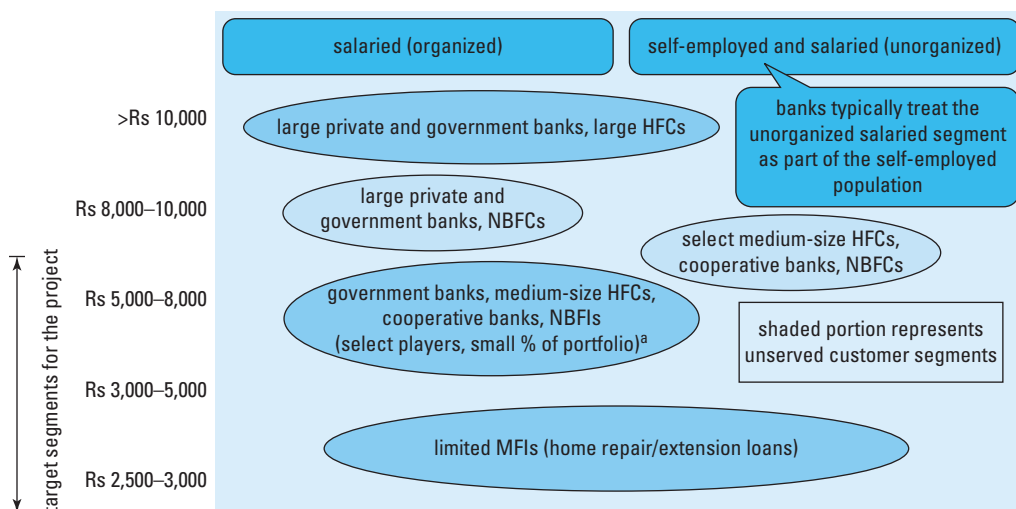 salaried (organized)
self-employed and salaried (unorganized)
>Rs 10,000
large private and government banks, large HFCs
banks typically treat the
unorganized salaried segment
as part of the self-employed
population
Rs 8,000–10,000
large private and
government banks, NBFCs
select medium-size HFCs,
cooperative banks, NBFCs
target segments for the project
Rs 5,000–8,000
government banks, medium-size HFCs,
cooperative banks, NBFIs
(select players, small % of portfolio)ª
shaded portion represents
unserved customer segments
Rs 3,000–5,000
limited MFIs (home repair/extension loans)
Rs 2,500–3,000